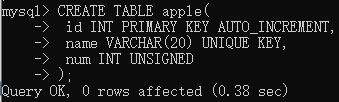 mysql> CREATE TABLE apple(
    -> id INT PRIMARY KEY AUTO_INCREMENT,
    -> name VARCHAR(20) UNIQUE KEY,
    -> num INT UNSIGNED
    -> );
Query OK, 0 rows affected (0.38 sec)